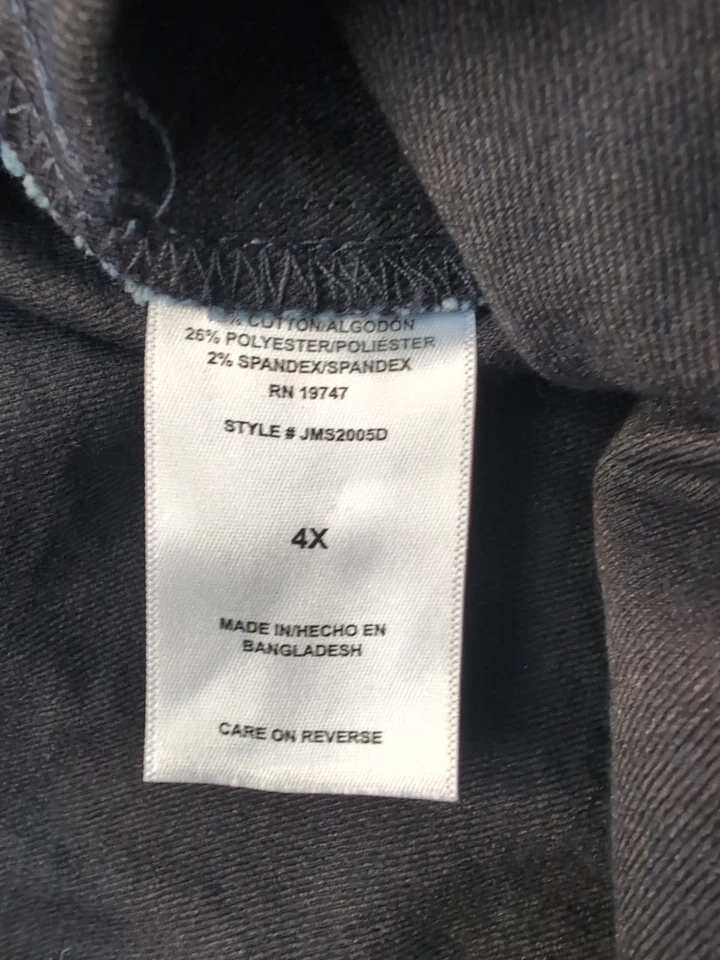 % COTTON/ALGODÓN
26% POLYESTER/POLIÉSTER
2% SPANDEX/SPANDEX
RN 19747
STYLE # JMS2005D
4X
MADE IN/HECHO EN
BANGLADESH
CARE ON REVERSE